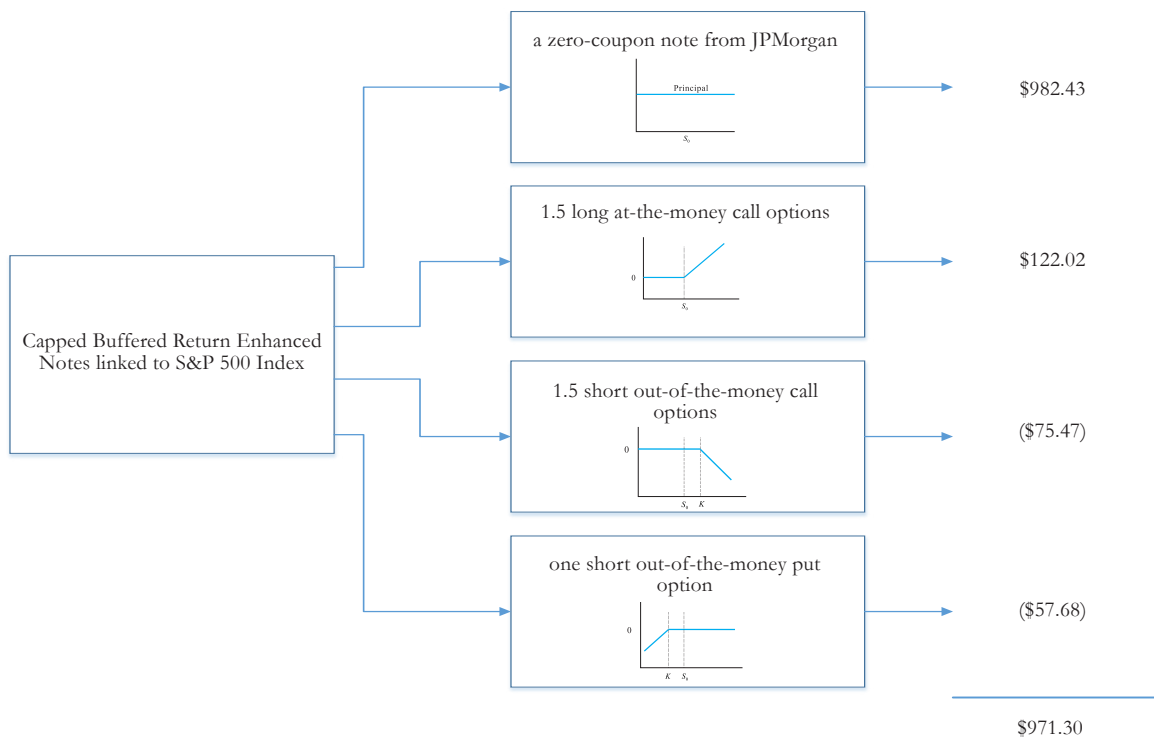 a zero-coupon note from JPMorgan
Principal
S₀
$982.43
1.5 long at-the-money call options
0
S₀
$122.02
Capped Buffered Return Enhanced
Notes linked to S&P 500 Index
1.5 short out-of-the-money call
options
0
S₀ K
($75.47)
one short out-of-the-money put
option
0
K S₀
($57.68)
$971.30